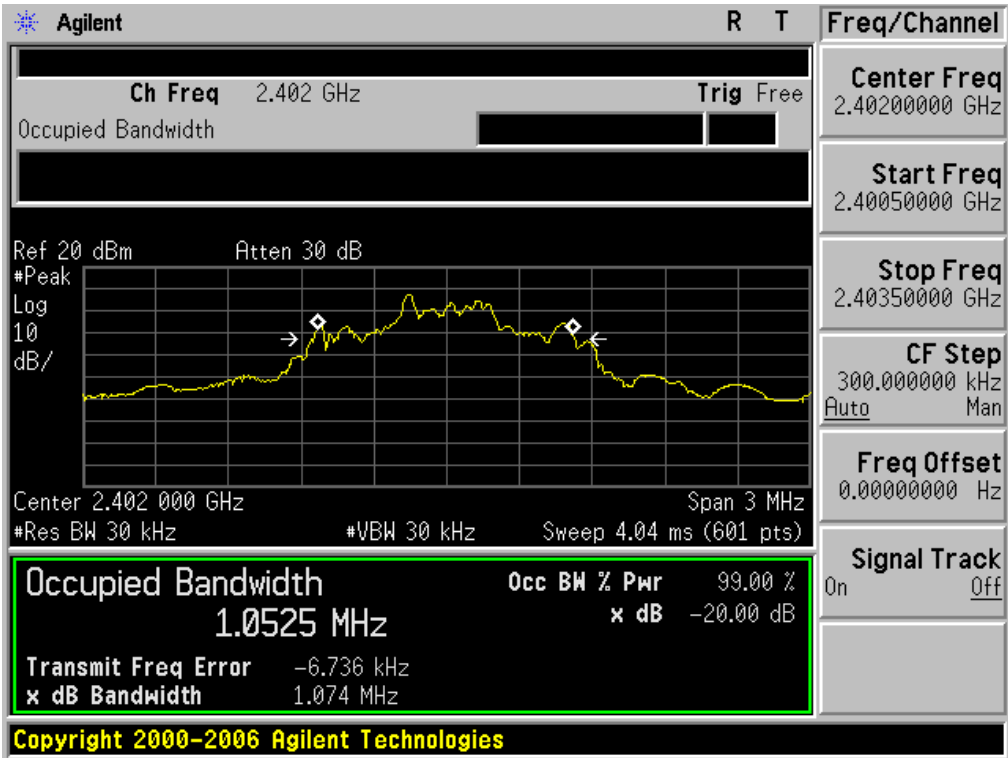 Agilent R T
Freq/Channel
Ch Freq 2.402 GHz Trig Free
Occupied Bandwidth
Ref 20 dBm Atten 30 dB
#Peak
Log
10
dB/
Center 2.402 000 GHz Span 3 MHz
#Res BW 30 kHz #VBW 30 kHz Sweep 4.04 ms (601 pts)
Occupied Bandwidth Occ BW % Pwr 99.00 %
1.0525 MHz x dB -20.00 dB
Transmit Freq Error -6.736 kHz
x dB Bandwidth 1.074 MHz
Center Freq
2.40200000 GHz
Start Freq
2.40050000 GHz
Stop Freq
2.40350000 GHz
CF Step
300.000000 kHz
Auto Man
Freq Offset
0.00000000 Hz
Signal Track
On Off
Copyright 2000-2006 Agilent Technologies